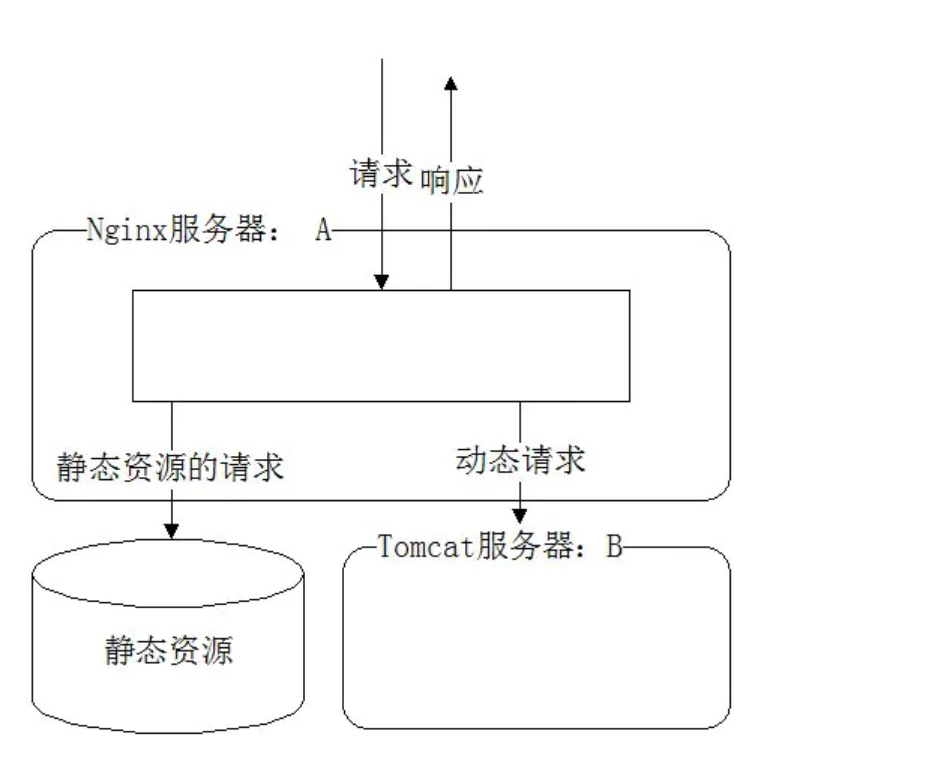 请求
响应
Nginx服务器： A
静态资源的请求
动态请求
Tomcat服务器：B
静态资源